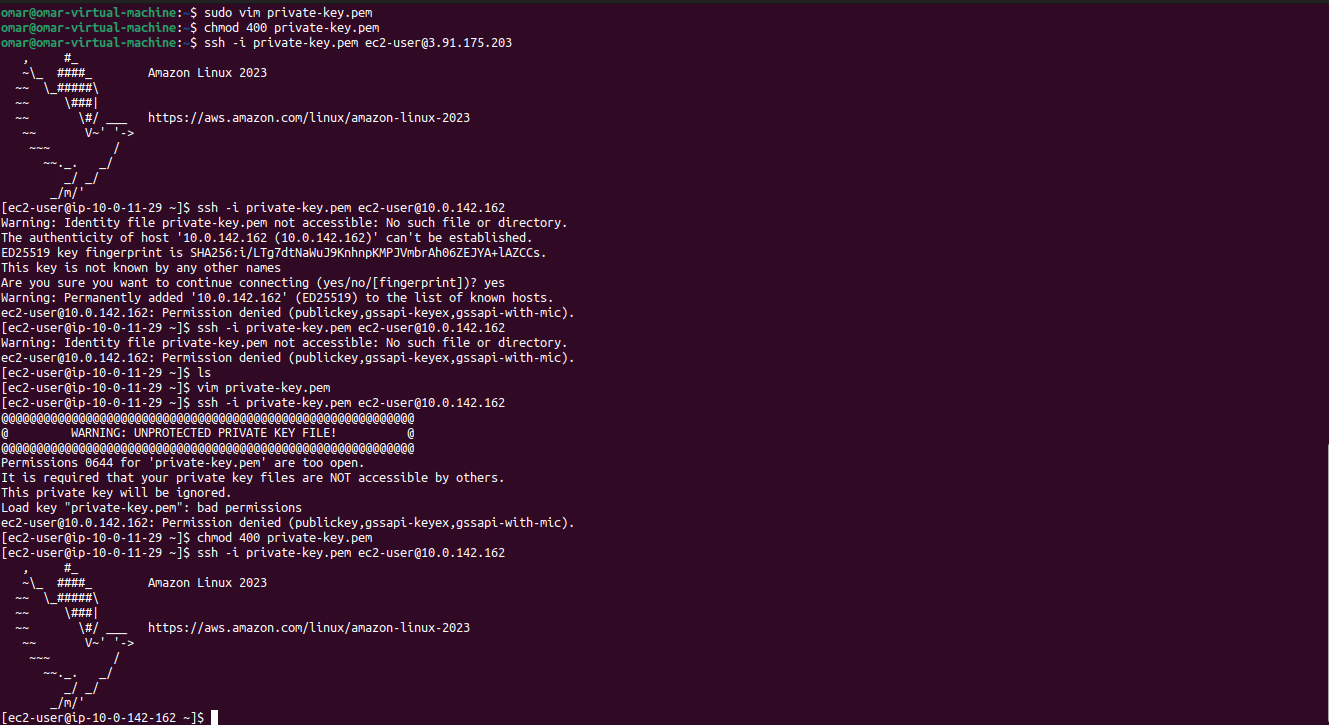 omar@omar-virtual-machine:~$ sudo vim private-key.pem
omar@omar-virtual-machine:~$ chmod 400 private-key.pem
omar@omar-virtual-machine:~$ ssh -i private-key.pem ec2-user@3.91.175.203
   ,     #_
   ~\_  ####_        Amazon Linux 2023
  ~~  \_#####\
  ~~     \###|
  ~~       \#/ ___   https://aws.amazon.com/linux/amazon-linux-2023
   ~~       V~' '->
    ~~~         /
      ~~._.   _/
         _/ _/
       _/m/'
[ec2-user@ip-10-0-11-29 ~]$ ssh -i private-key.pem ec2-user@10.0.142.162
Warning: Identity file private-key.pem not accessible: No such file or directory.
The authenticity of host '10.0.142.162 (10.0.142.162)' can't be established.
ED25519 key fingerprint is SHA256:i/LTg7dtNaWuJ9KnhnpKMPJVmbrAh06ZEJYA+lAZCCs.
This key is not known by any other names
Are you sure you want to continue connecting (yes/no/[fingerprint])? yes
Warning: Permanently added '10.0.142.162' (ED25519) to the list of known hosts.
ec2-user@10.0.142.162: Permission denied (publickey,gssapi-keyex,gssapi-with-mic).
[ec2-user@ip-10-0-11-29 ~]$ ssh -i private-key.pem ec2-user@10.0.142.162
Warning: Identity file private-key.pem not accessible: No such file or directory.
ec2-user@10.0.142.162: Permission denied (publickey,gssapi-keyex,gssapi-with-mic).
[ec2-user@ip-10-0-11-29 ~]$ ls
[ec2-user@ip-10-0-11-29 ~]$ vim private-key.pem
[ec2-user@ip-10-0-11-29 ~]$ ssh -i private-key.pem ec2-user@10.0.142.162
@@@@@@@@@@@@@@@@@@@@@@@@@@@@@@@@@@@@@@@@@@@@@@@@@@@@@@@@@@@
@         WARNING: UNPROTECTED PRIVATE KEY FILE!          @
@@@@@@@@@@@@@@@@@@@@@@@@@@@@@@@@@@@@@@@@@@@@@@@@@@@@@@@@@@@
Permissions 0644 for 'private-key.pem' are too open.
It is required that your private key files are NOT accessible by others.
This private key will be ignored.
Load key "private-key.pem": bad permissions
ec2-user@10.0.142.162: Permission denied (publickey,gssapi-keyex,gssapi-with-mic).
[ec2-user@ip-10-0-11-29 ~]$ chmod 400 private-key.pem
[ec2-user@ip-10-0-11-29 ~]$ ssh -i private-key.pem ec2-user@10.0.142.162
   ,     #_
   ~\_  ####_        Amazon Linux 2023
  ~~  \_#####\
  ~~     \###|
  ~~       \#/ ___   https://aws.amazon.com/linux/amazon-linux-2023
   ~~       V~' '->
    ~~~         /
      ~~._.   _/
         _/ _/
       _/m/'
[ec2-user@ip-10-0-142-162 ~]$